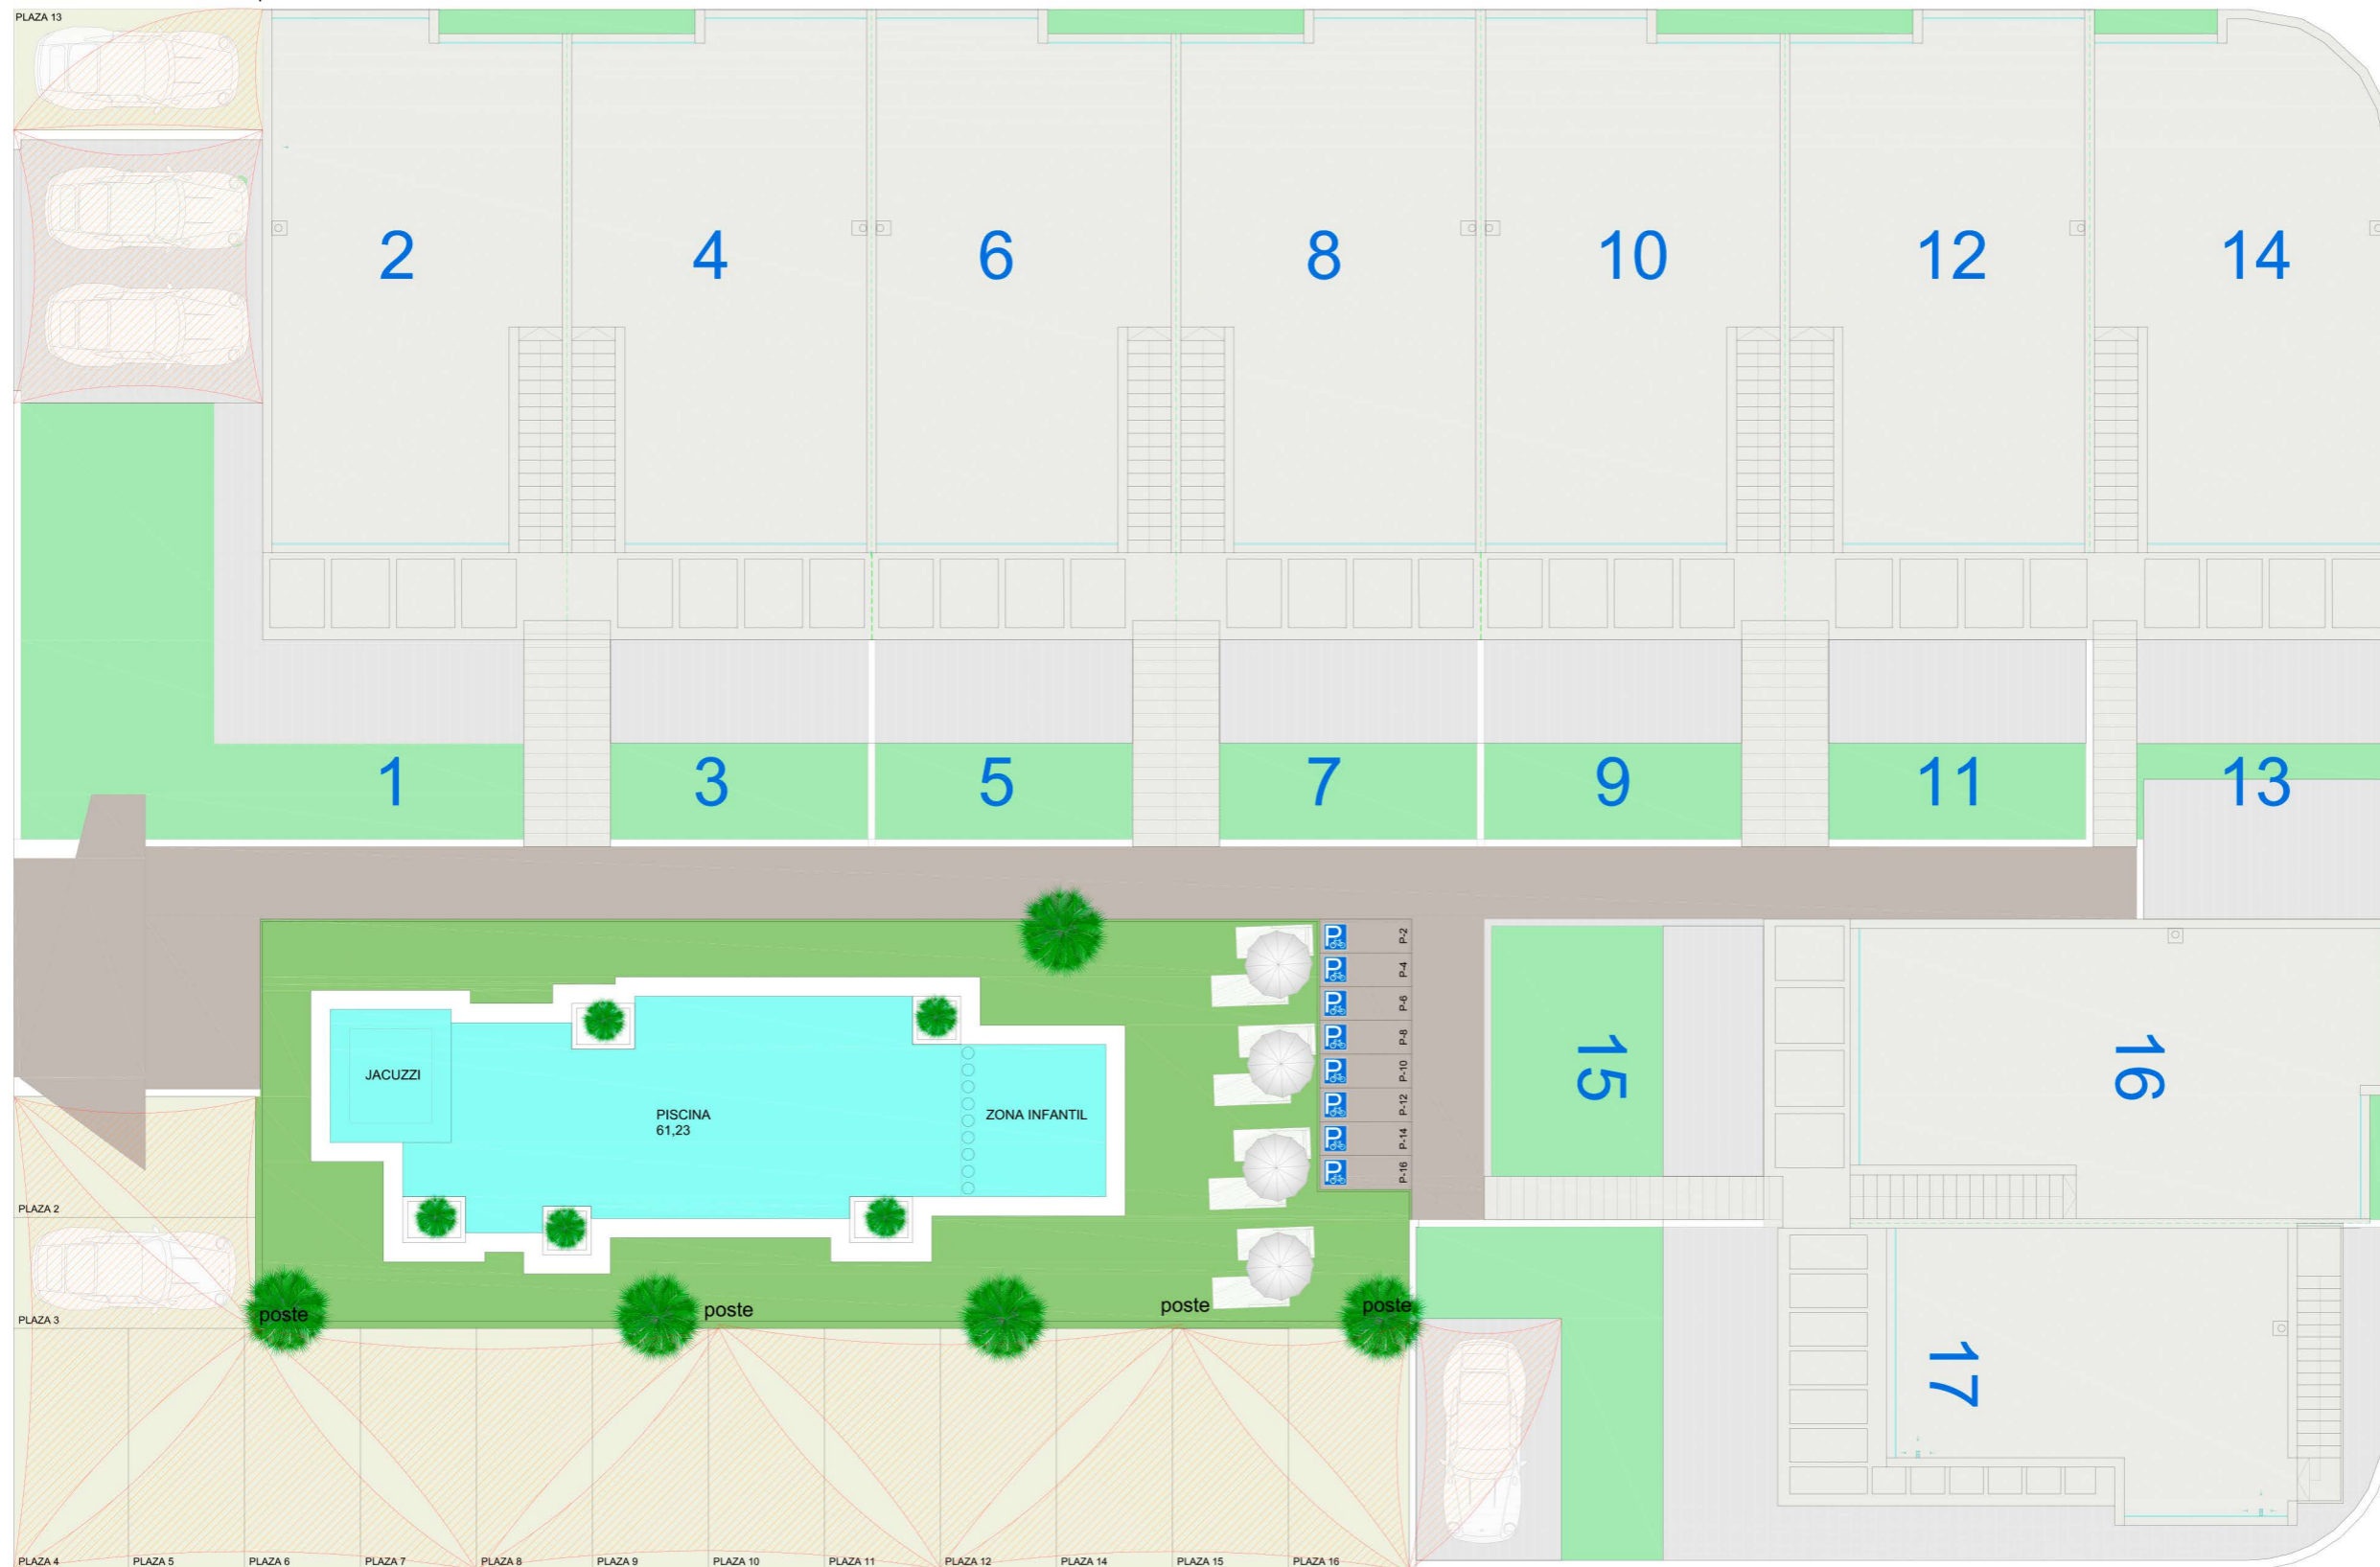 PLAZA 13
2
4
6
8
10
12
14
1
3
5
7
9
11
13
P P-2
P P-4
P P-6
P P-8
P P-10
P P-12
P P-14
P P-16
JACUZZI
PISCINA
61,23
ZONA INFANTIL
15
16
17
PLAZA 2
PLAZA 3
poste
poste
poste
poste
PLAZA 4
PLAZA 5
PLAZA 6
PLAZA 7
PLAZA 8
PLAZA 9
PLAZA 10
PLAZA 11
PLAZA 12
PLAZA 14
PLAZA 15
PLAZA 16